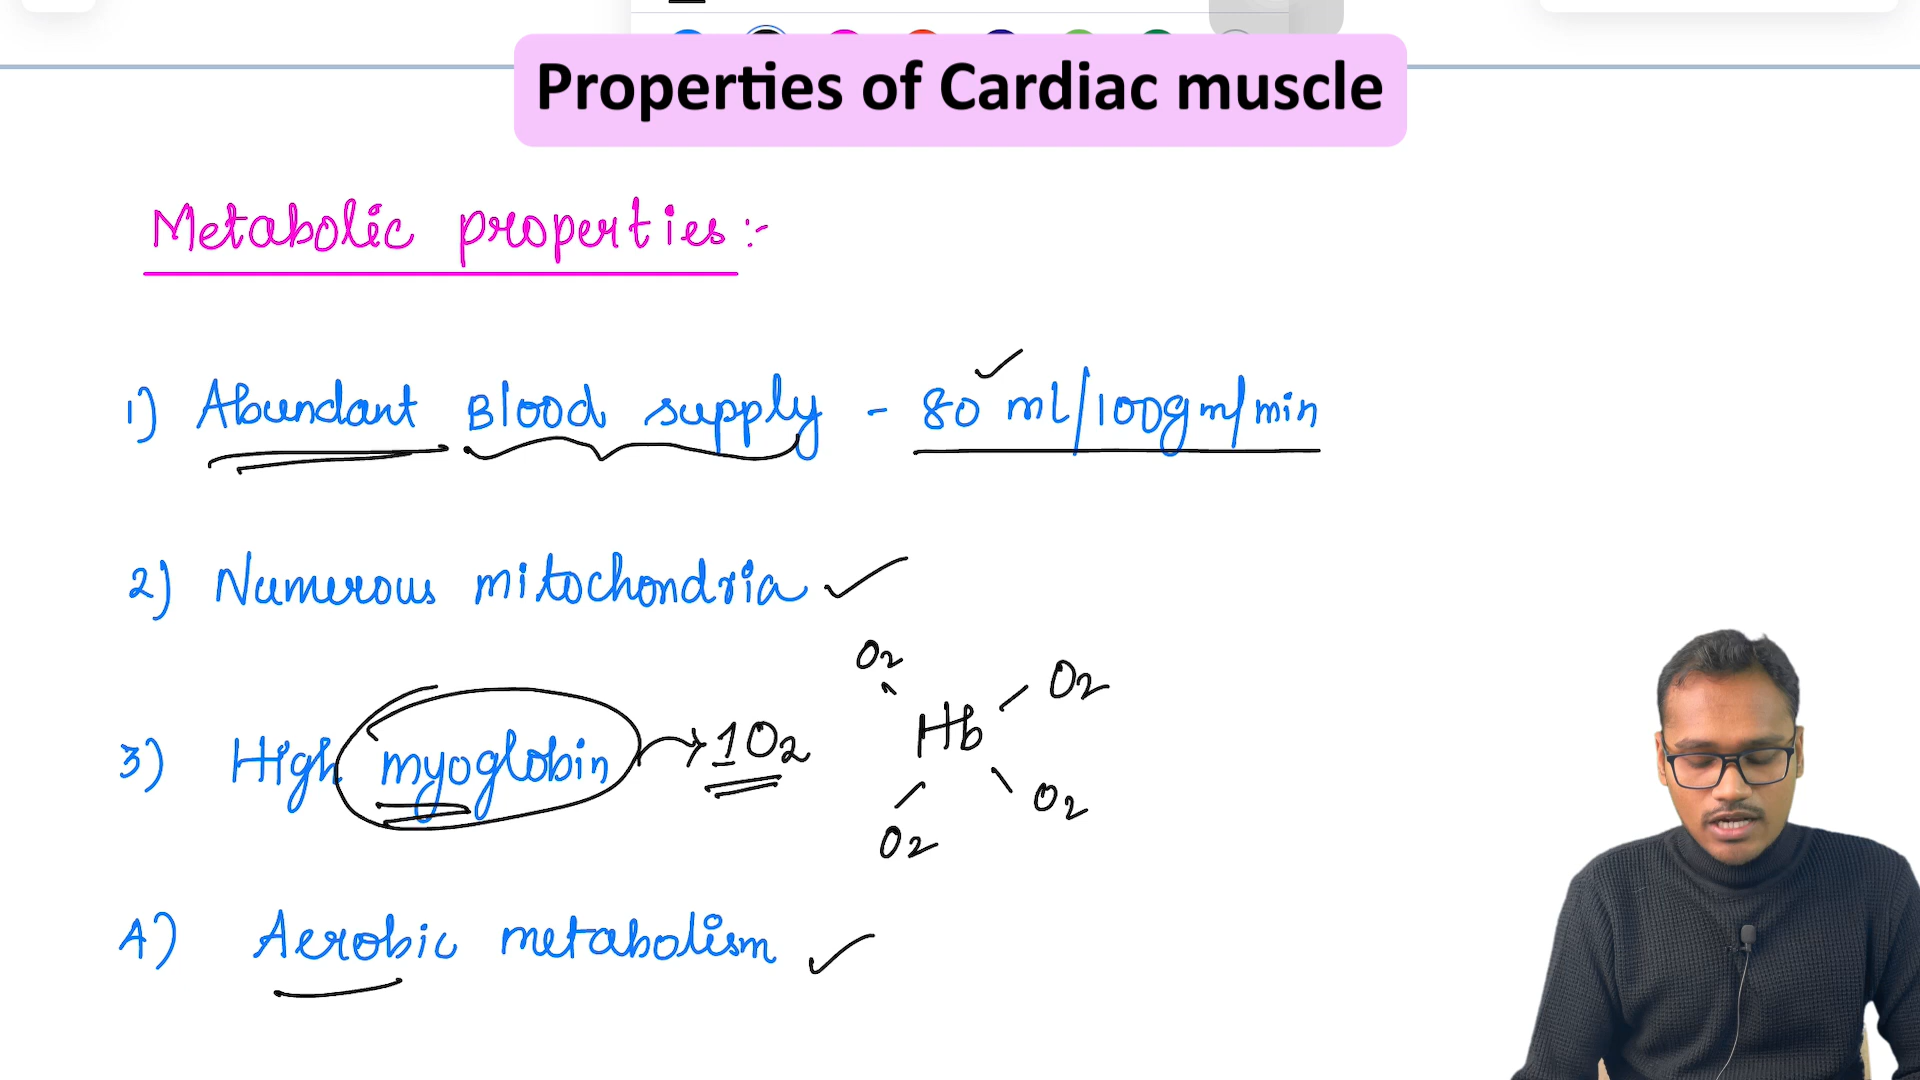 Properties of Cardiac muscle
Metabolic properties :-
1) Abundant Blood supply - 80 ml/100gm/min
2) Numerous mitochondria
3) High myoglobin → 1O2
O2
O2
Hb
O2
O2
4) Aerobic metabolism